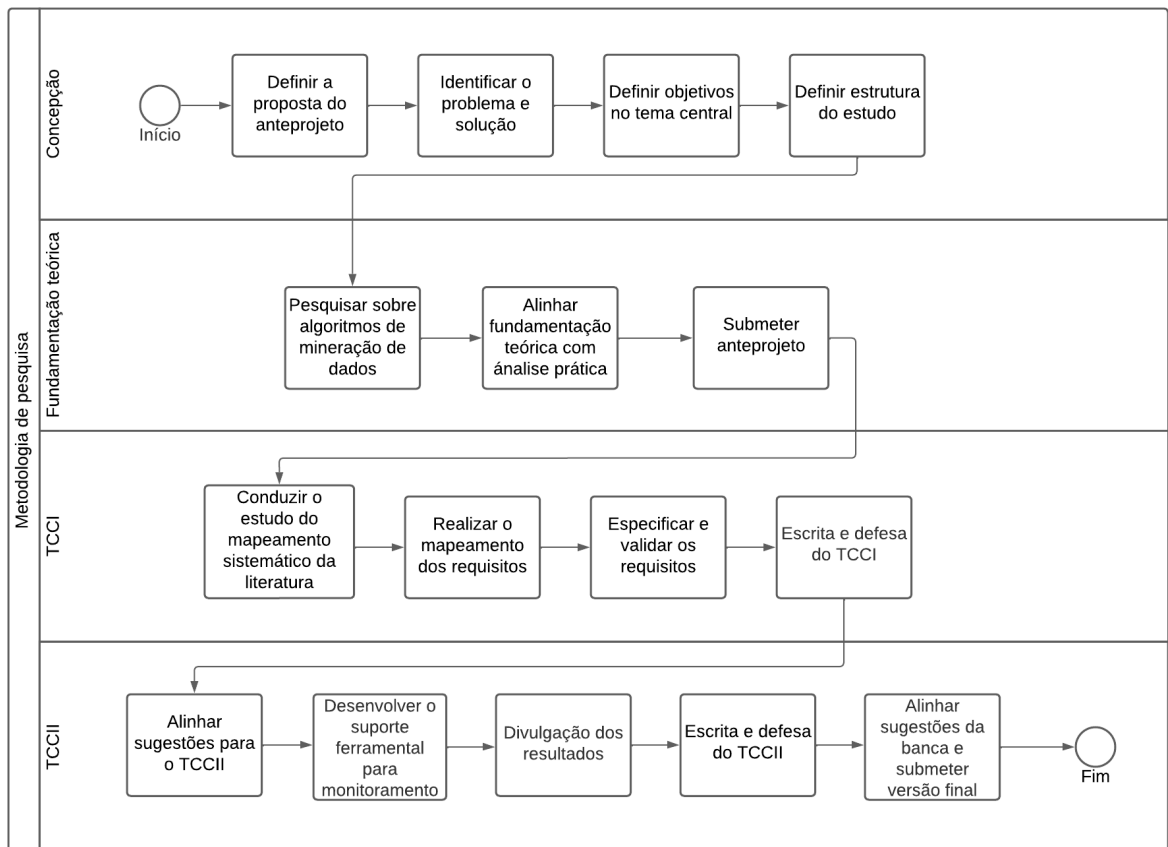 Metodologia de pesquisa
Concepção
Início
Definir a
proposta do
anteprojeto
Identificar o
problema e
solução
Definir objetivos
no tema central
Definir estrutura
do estudo
Fundamentação teórica
Pesquisar sobre
algoritmos de
mineração de
dados
Alinhar
fundamentação
teórica com
ánalise prática
Submeter
anteprojeto
TCCI
Conduzir o
estudo do
mapeamento
sistemático da
literatura
Realizar o
mapeamento
dos requisitos
Especificar e
validar os
requisitos
Escrita e defesa
do TCCI
TCCII
Alinhar
sugestões para
o TCCII
Desenvolver o
suporte
ferramental
para
monitoramento
Divulgação dos
resultados
Escrita e defesa
do TCCII
Alinhar
sugestões da
banca e
submeter
versão final
Fim